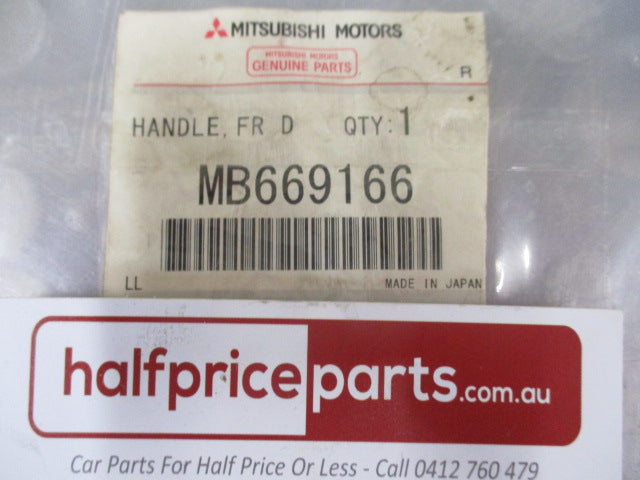 MITSUBISHI MOTORS
MITSUBISHI MOTORS
GENUINE PARTS
R
HANDLE, FR D QTY:1
MB669166
LL MADE IN JAPAN
halfpriceparts.com.au
Car Parts For Half Price Or Less - Call 0412 760 479